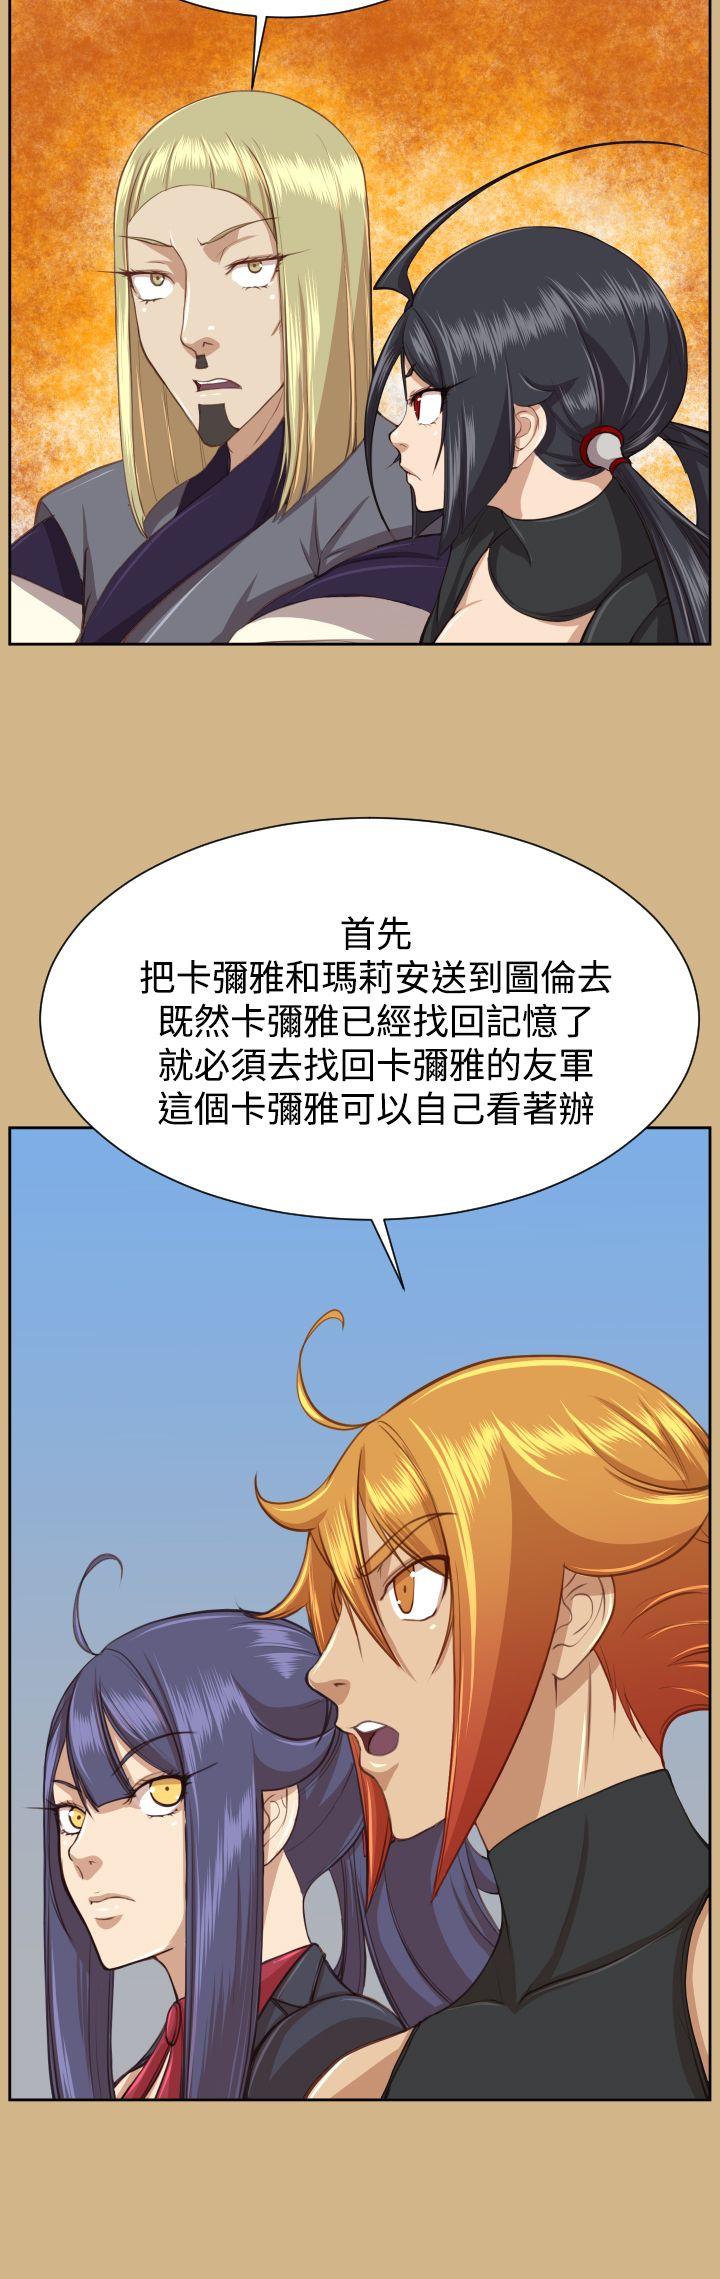 首先
把卡彌雅和瑪莉安送到圖倫去
既然卡彌雅已經找回記憶了
就必須去找回卡彌雅的友軍
這個卡彌雅可以自己看著辦